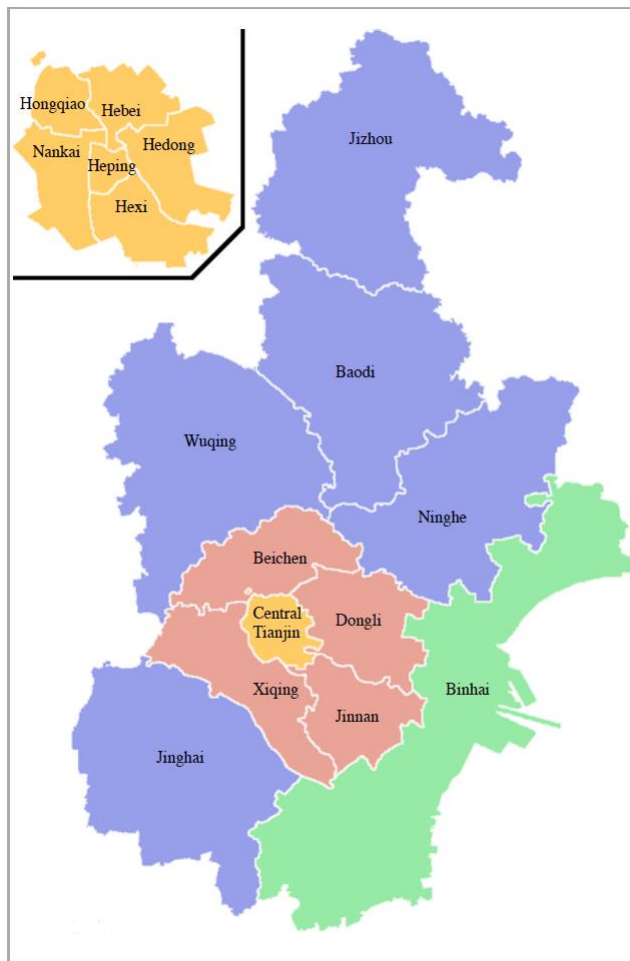 Hongqiao
Hebei
Nankai
Heping
Hedong
Hexi
Jizhou
Baodi
Wuqing
Ninghe
Beichen
Central
Tianjin
Dongli
Xiqing
Jinnan
Binhai
Jinghai